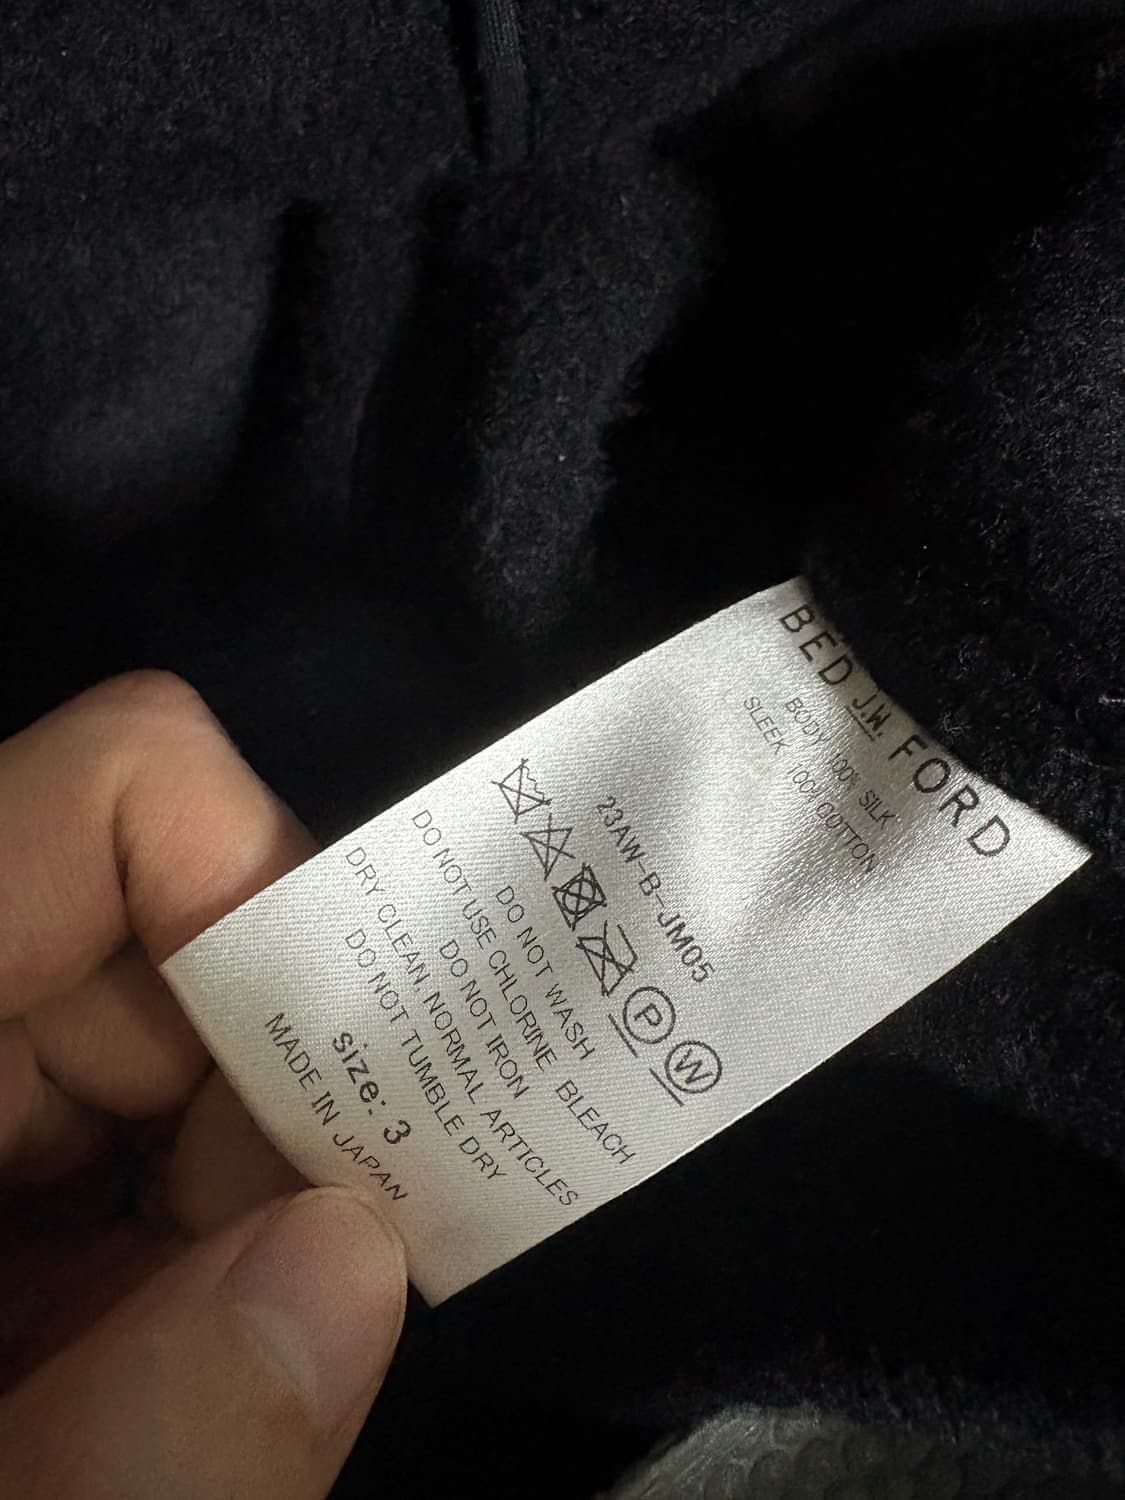 BED J.W. FORD
BODY 100% SILK
SLEEK 100% COTTON
23AW-B-JM05
P W
DO NOT WASH
DO NOT USE CHLORINE BLEACH
DO NOT IRON
DRY CLEAN, NORMAL ARTICLES
DO NOT TUMBLE DRY
size: 3
MADE IN JAPAN